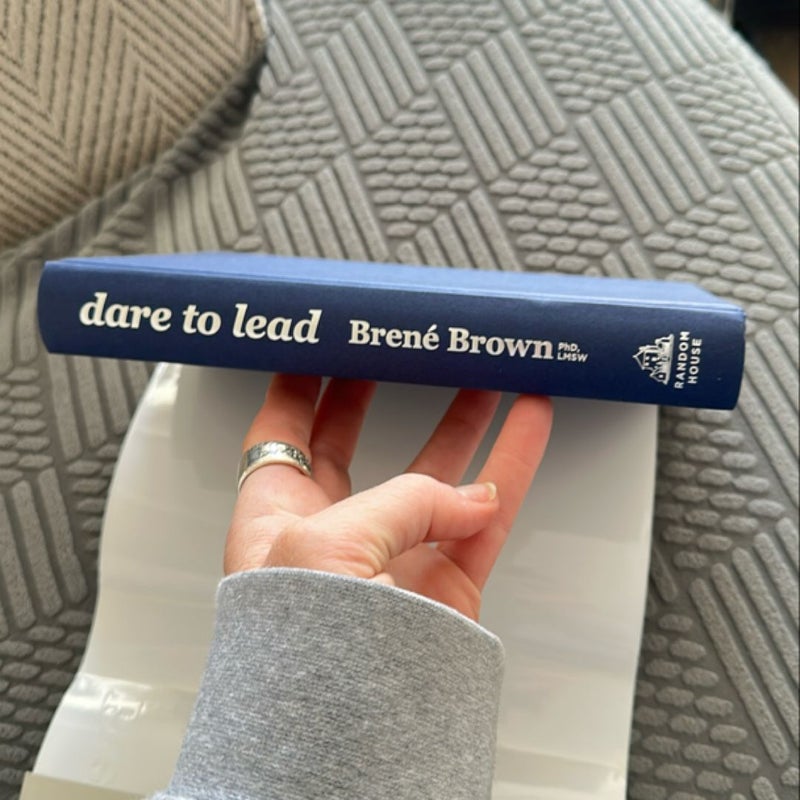 dare to lead
Brené Brown
PhD,
LMSW
RANDOM
HOUSE